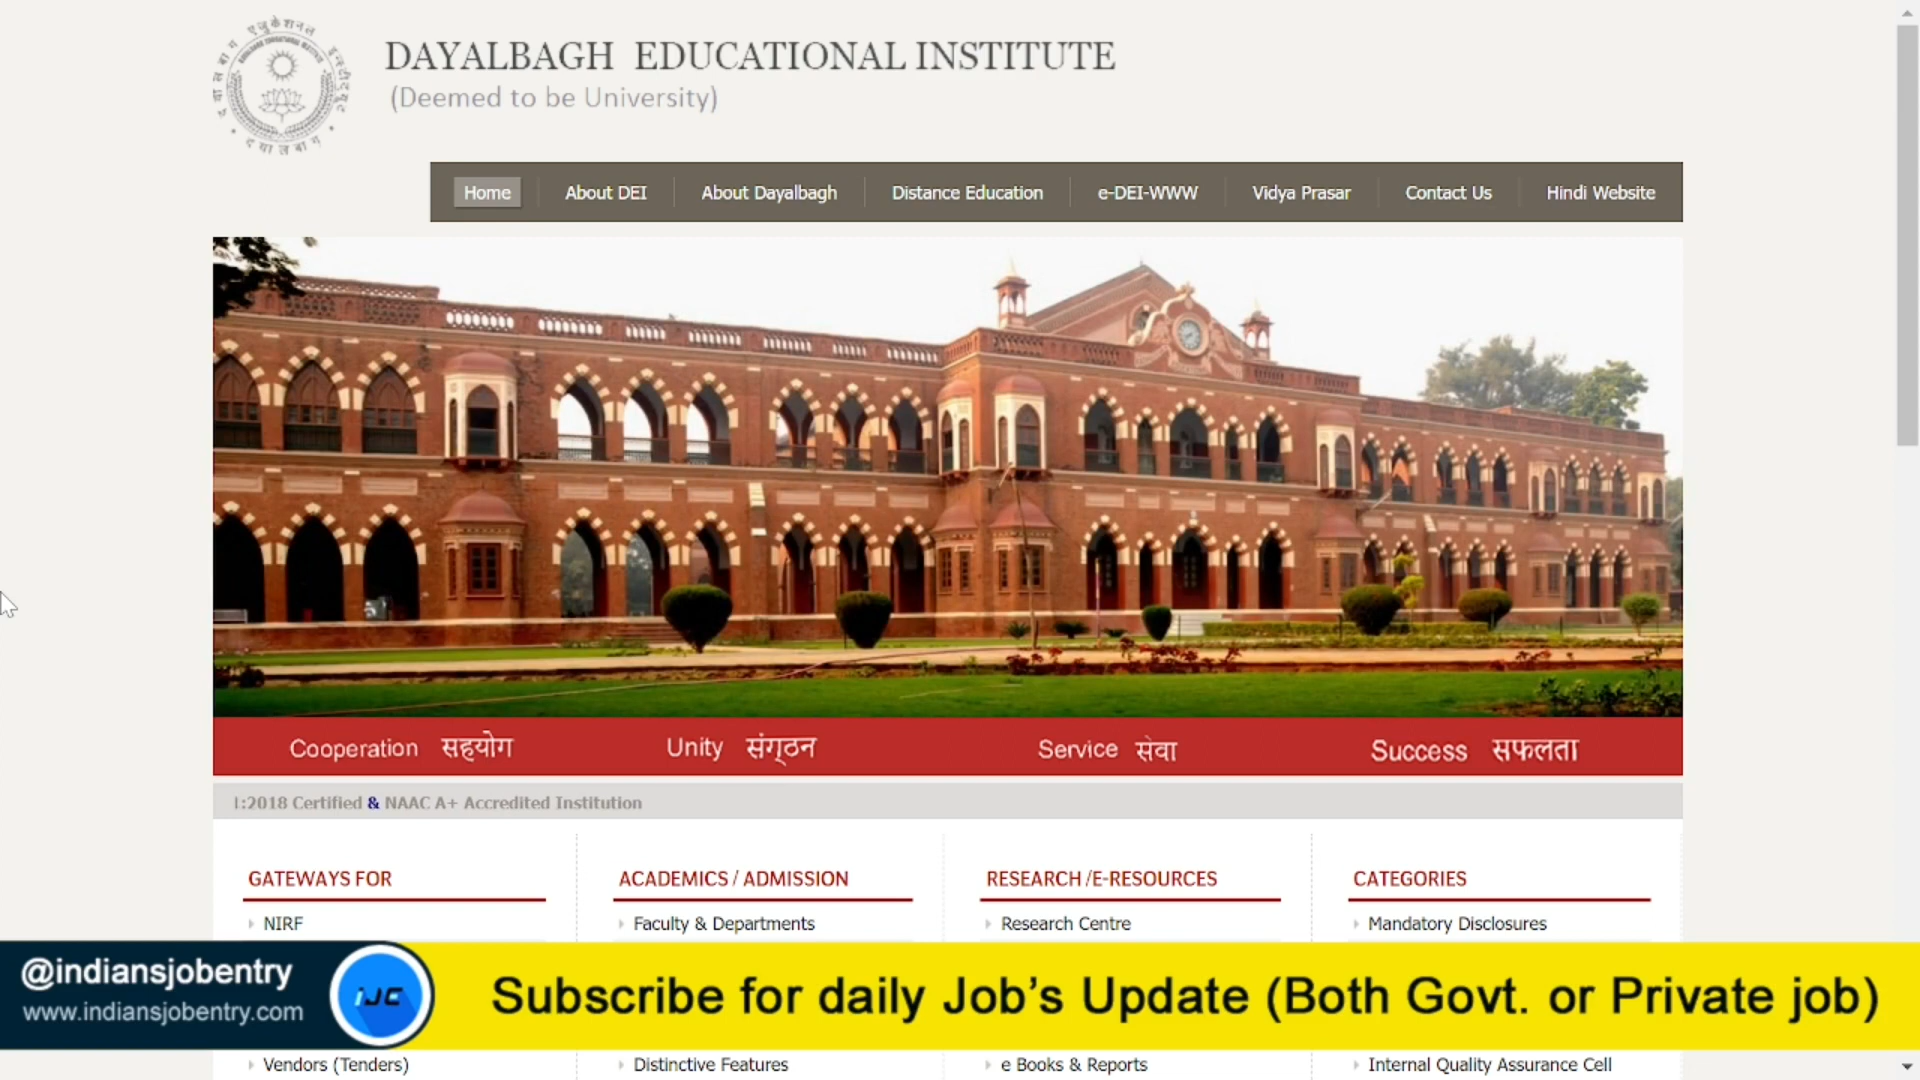 DAYALBAGH EDUCATIONAL INSTITUTE
(Deemed to be University)
Home About DEI About Dayalbagh Distance Education e-DEI-WWW Vidya Prasar Contact Us Hindi Website
Cooperation सहयोग Unity संगठन Service सेवा Success सफलता
1:2018 Certified & NAAC A+ Accredited Institution
GATEWAYS FOR ACADEMICS / ADMISSION RESEARCH /E-RESOURCES CATEGORIES
NIRF Faculty & Departments Research Centre Mandatory Disclosures
@indiansjobentry
www.indiansjobentry.com
iJC
Subscribe for daily Job's Update (Both Govt. or Private job)
Vendors (Tenders) Distinctive Features e Books & Reports Internal Quality Assurance Cell